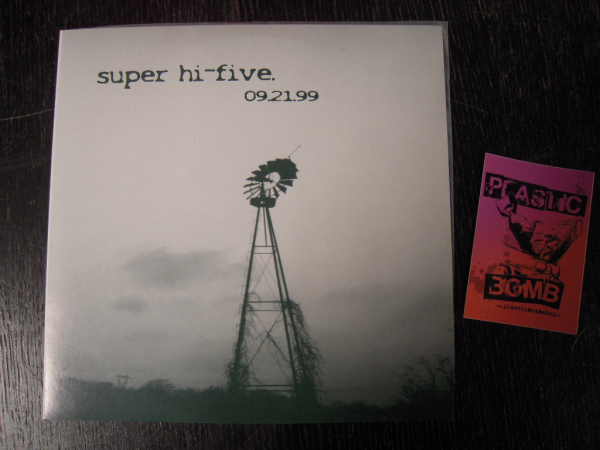 super hi-five.
09.21.99
PLASTIC
BOMB